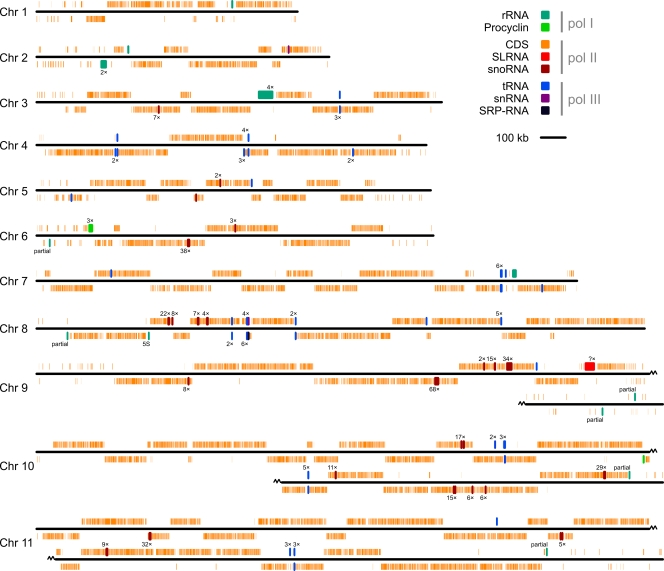 Chr 1
rRNA
Procyclin
pol I
CDS
SLRNA
snoRNA
pol II
tRNA
snRNA
SRP-RNA
pol III
100 kb
Chr 2
2×
4×
Chr 3
7×
3×
4×
Chr 4
2×
3×
2×
2×
Chr 5
3×
3×
Chr 6
partial
38×
6×
Chr 7
22×
8×
7×
4×
4×
2×
5×
Chr 8
partial
5S
2×
6×
2×
15×
34×
?×
Chr 9
8×
68×
partial
partial
17×
2×
3×
Chr 10
5×
11×
29×
partial
15×
6×
6×
Chr 11
9×
32×
3×
3×
partial
5×